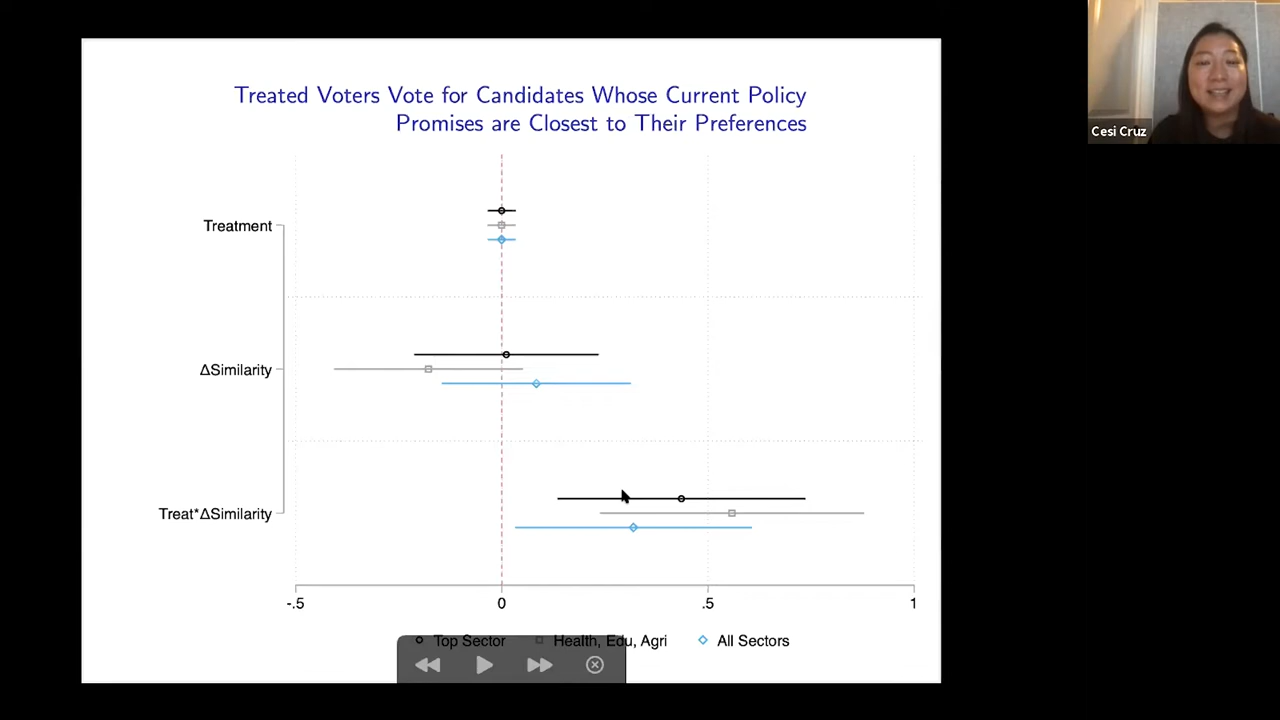 Treated Voters Vote for Candidates Whose Current Policy
Promises are Closest to Their Preferences
Cesi Cruz
Treatment
ΔSimilarity
Treat*ΔSimilarity
-.5 0 .5 1
Top Sector Health, Edu, Agri All Sectors